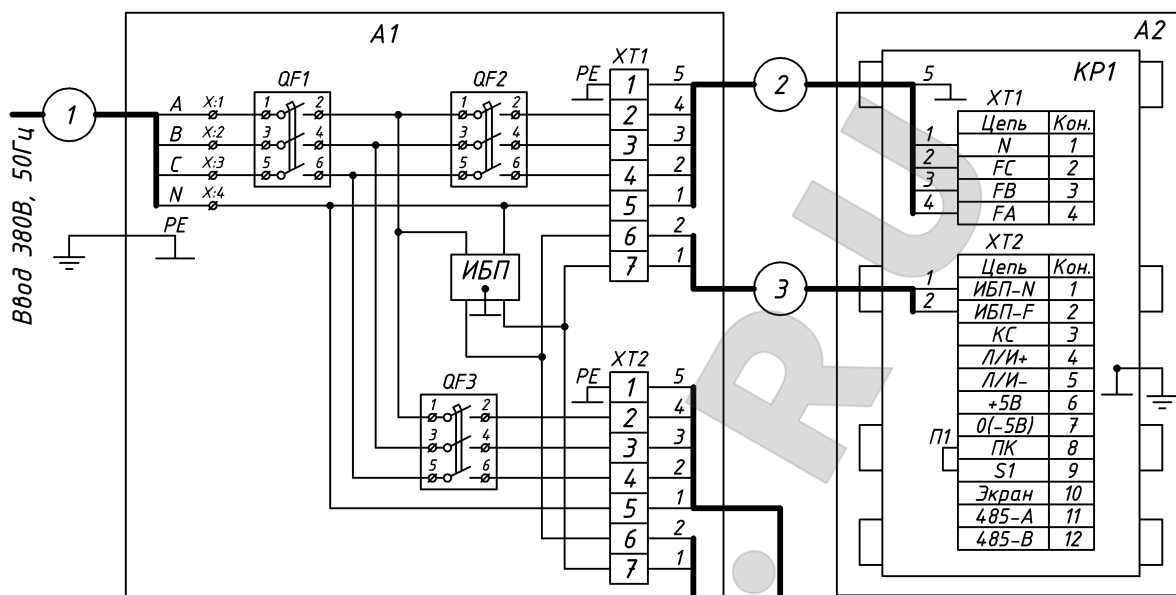 A1
A2
Ввод 380В, 50Гц
1
A X:1
B X:2
C X:3
N X:4
PE
QF1
1 2
3 4
5 6
QF2
1 2
3 4
5 6
ИБП
QF3
1 2
3 4
5 6
XT1
PE 1 5
2 4
3 3
4 2
5 1
6 2
7 1
XT2
PE 1 5
2 4
3 3
4 2
5 1
6 2
7 1
2
3
KP1
5
XT1
Цепь Кон.
1 N 1
2 FC 2
3 FB 3
4 FA 4
XT2
Цепь Кон.
1 ИБП-N 1
2 ИБП-F 2
КС 3
Л/И+ 4
Л/И- 5
+5В 6
0(-5В) 7
П1
ПК 8
S1 9
Экран 10
485-A 11
485-B 12
.RU